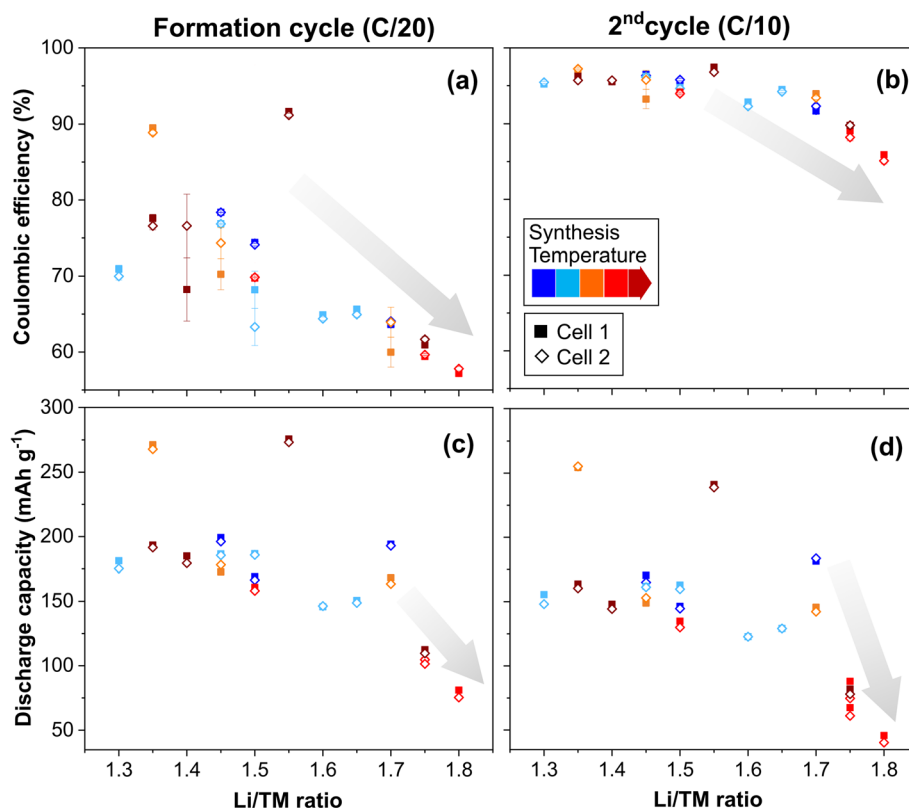 Formation cycle (C/20)
2nd cycle (C/10)
Coulombic efficiency (%)
100
90
80
70
60
(a)
(b)
Synthesis
Temperature
Cell 1
Cell 2
Discharge capacity (mAh g-1)
300
250
200
150
100
50
(c)
(d)
1.3 1.4 1.5 1.6 1.7 1.8
1.3 1.4 1.5 1.6 1.7 1.8
Li/TM ratio
Li/TM ratio